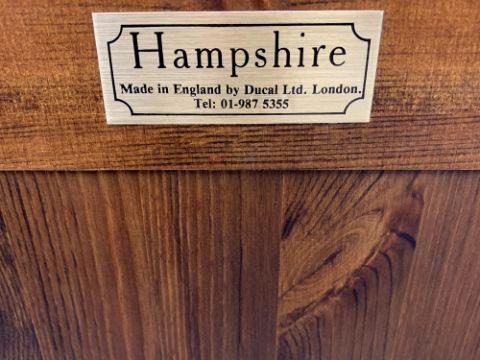 Hampshire
Made in England by Ducal Ltd. London.
Tel: 01-987 5355